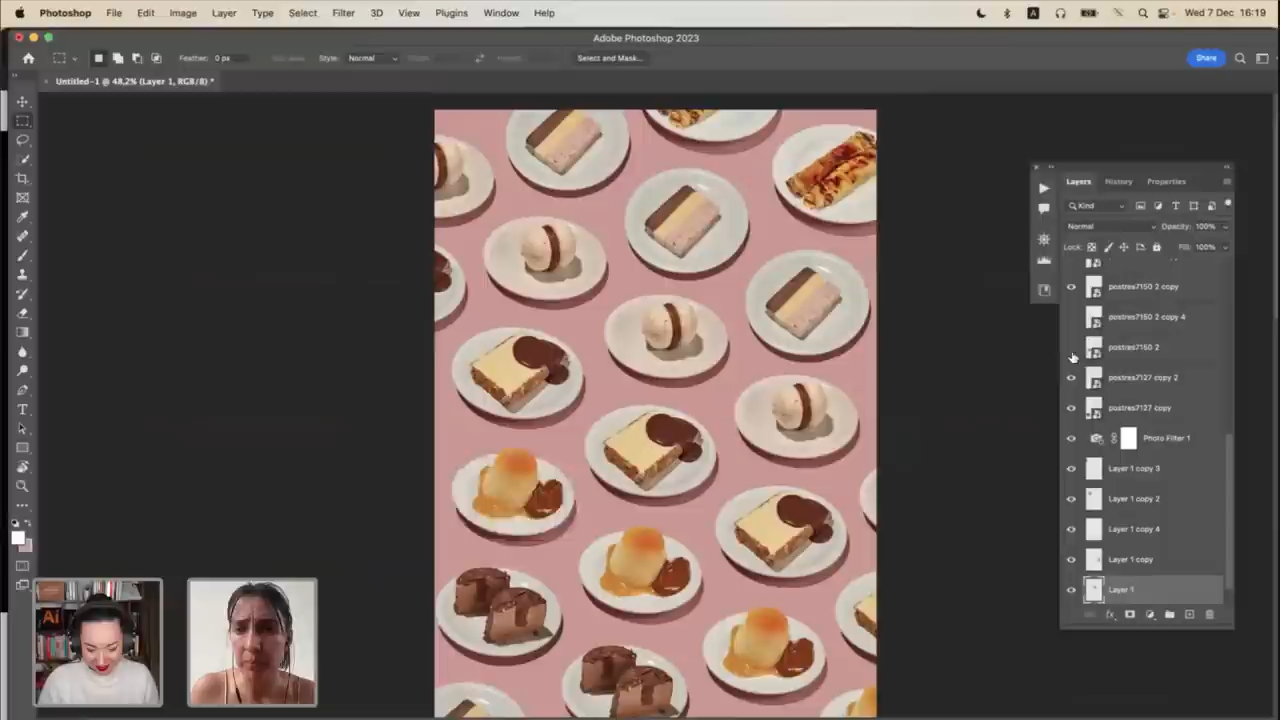 Photoshop File Edit Image Layer Type Select Filter 3D View Plugins Window Help A Wed 7 Dec 16:19
Adobe Photoshop 2023
Feather: 0 px Style: Normal Select and Mask... Share
Untitled-1 @ 48,2% (Layer 1, RGB/8) *
Layers History Properties
Kind
Normal Opacity: 100%
Lock: Fill: 100%
postres7150 2 copy
postres7150 2 copy 4
postres7150 2
postres7127 copy 2
postres7127 copy
Photo Filter 1
Layer 1 copy 3
Layer 1 copy 2
Layer 1 copy 4
Layer 1 copy
Layer 1
fx
Ai